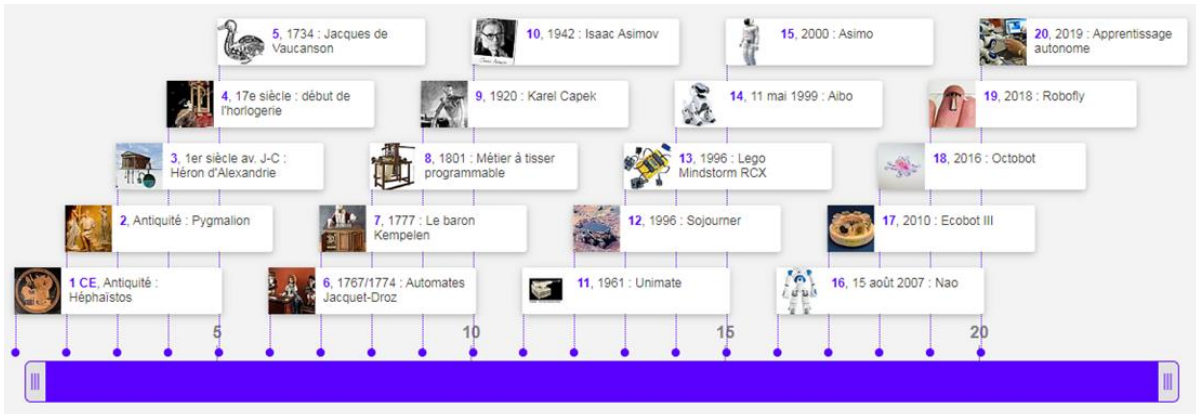 5, 1734 : Jacques de
Vaucanson
10, 1942 : Isaac Asimov
15, 2000 : Asimo
20, 2019 : Apprentissage
autonome
4, 17e siècle : début de
l'horlogerie
9, 1920 : Karel Capek
14, 11 mai 1999 : Aibo
19, 2018 : Robofly
3, 1er siècle av. J-C :
Héron d'Alexandrie
8, 1801 : Métier à tisser
programmable
13, 1996 : Lego
Mindstorm RCX
18, 2016 : Octobot
2, Antiquité : Pygmalion
7, 1777 : Le baron
Kempelen
12, 1996 : Sojourner
17, 2010 : Ecobot III
1 CE, Antiquité :
Héphaïstos
6, 1767/1774 : Automates
Jacquet-Droz
11, 1961 : Unimate
16, 15 août 2007 : Nao
5
10
15
20